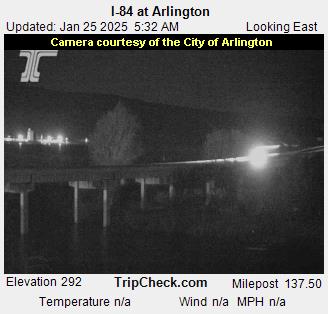 I-84 at Arlington
Updated: Jan 25 2025  5:32 AM  Looking East
Camera courtesy of the City of Arlington
Elevation 292  TripCheck.com  Milepost 137.50
Temperature n/a  Wind n/a  MPH n/a